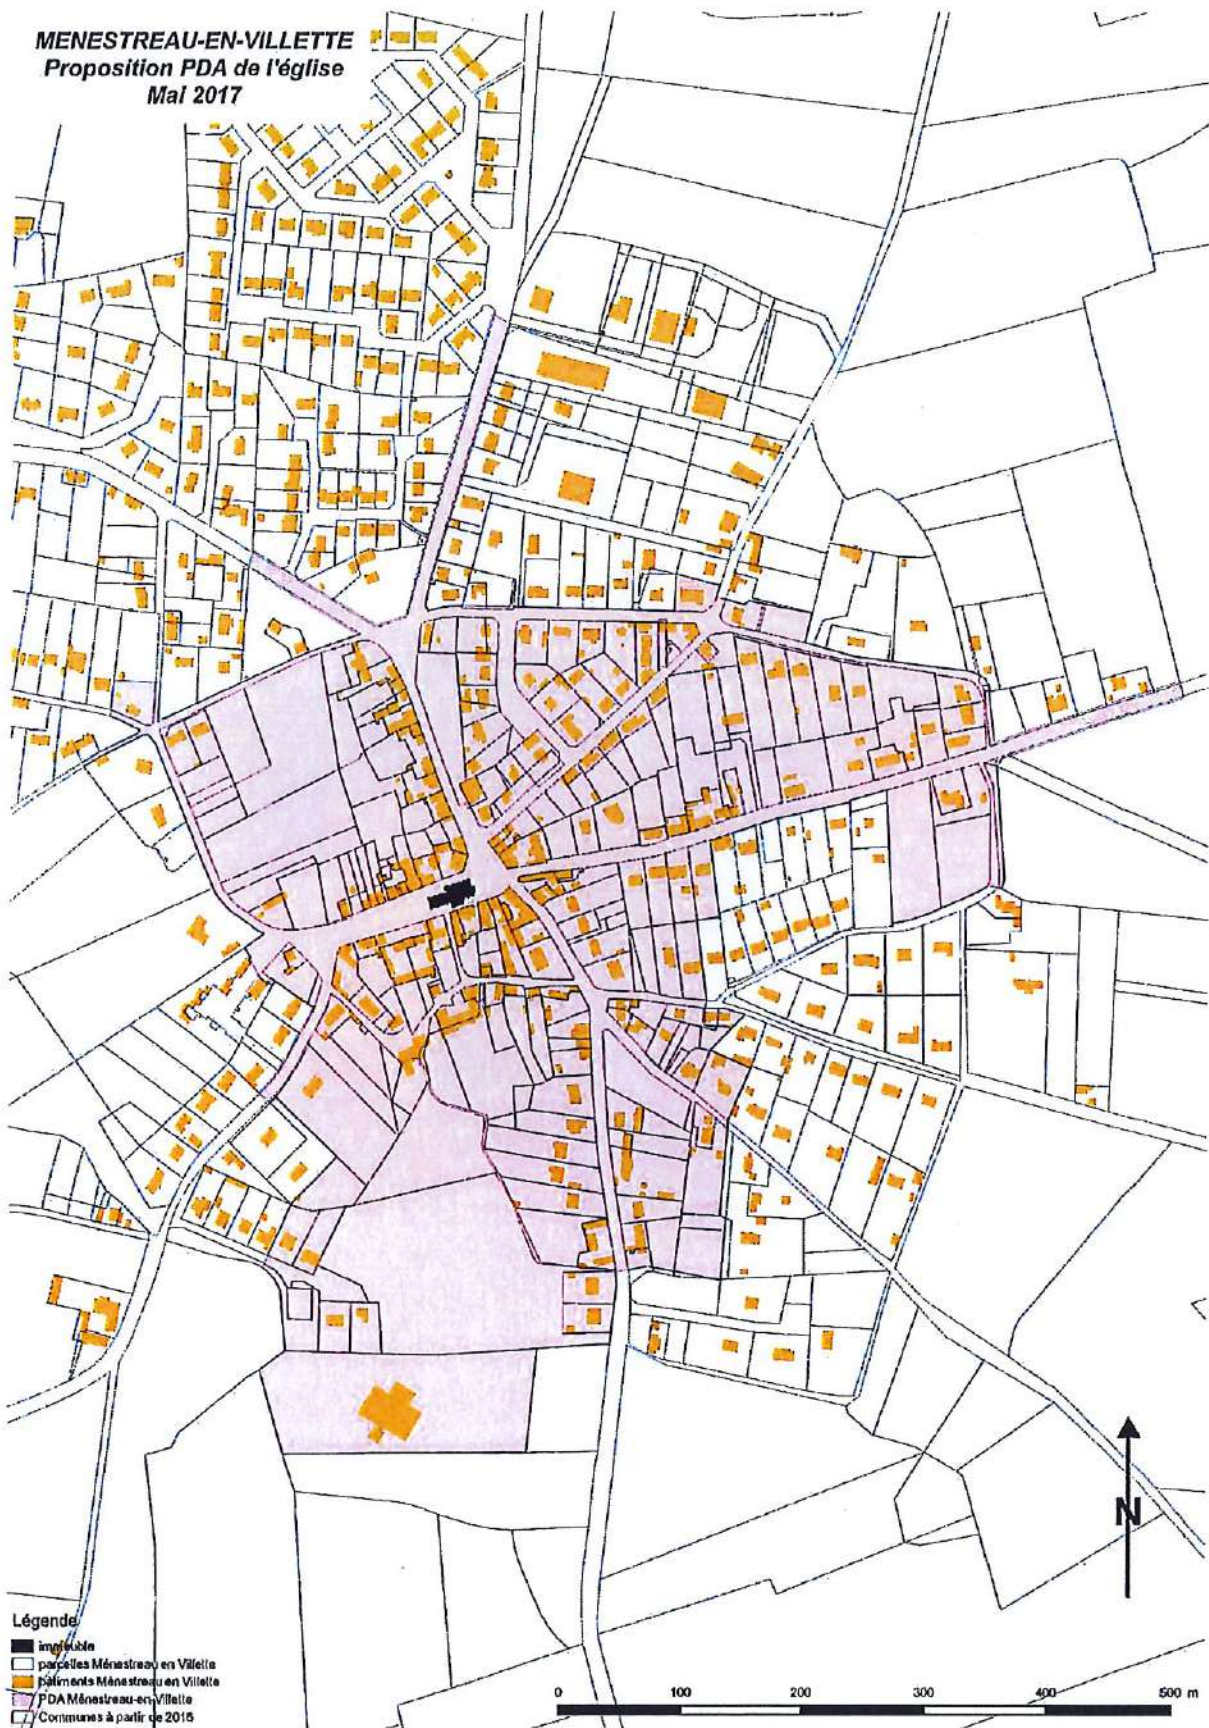 MENESTREAU-EN-VILLETTE
Proposition PDA de l'église
Mai 2017
N
Légende
immeuble
parcelles Ménestreau en Villette
bâtiments Ménestreau en Villette
PDA Ménestreau-en-Villette
Communes à partir de 2015
0 100 200 300 400 500 m